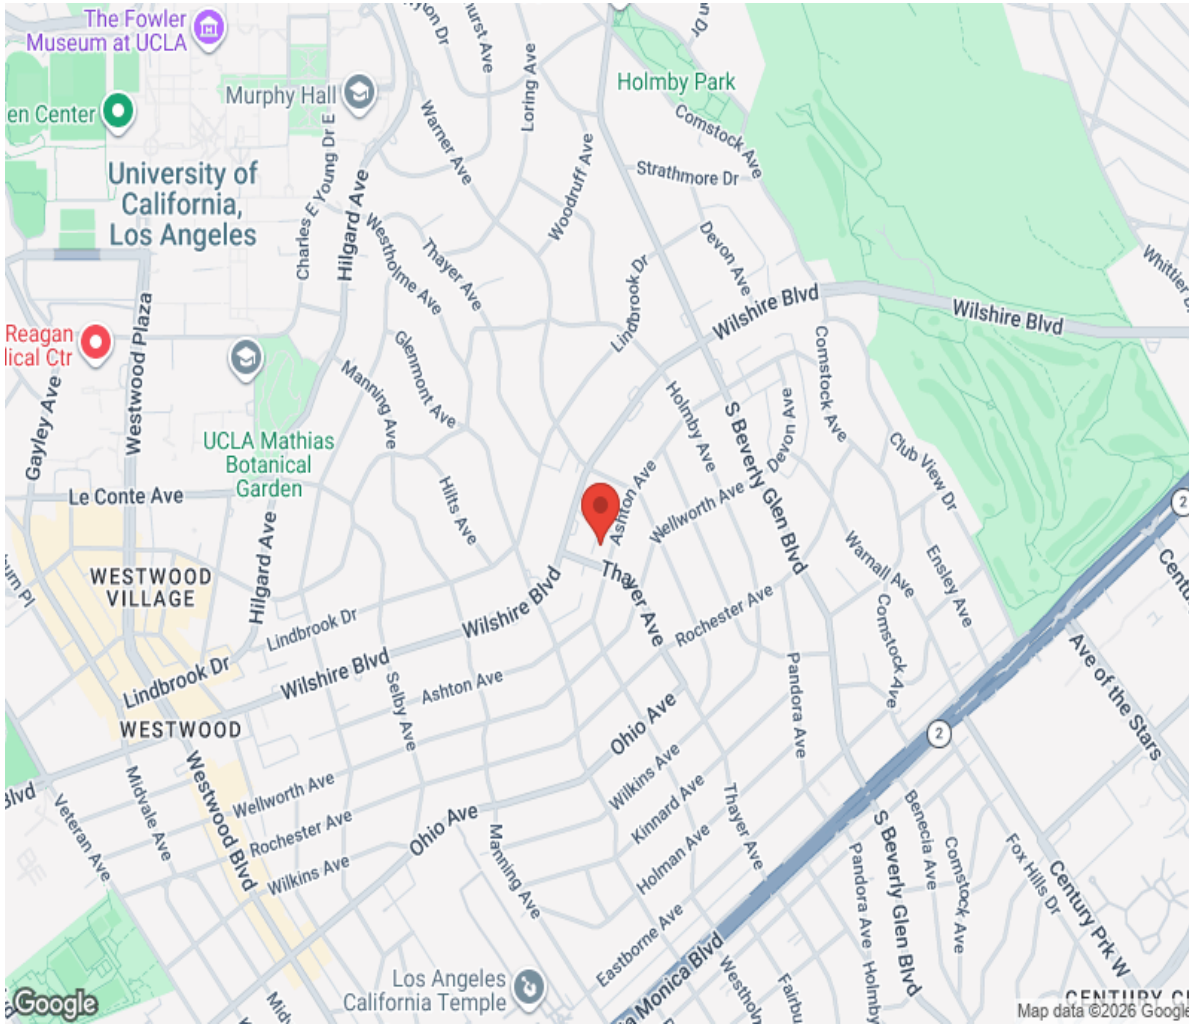 The Fowler
Museum at UCLA
en Center
Murphy Hall
University of
California,
Los Angeles
Charles E Young Dr E
Hilgard Ave
Warner Ave
Loring Ave
Woodruff Ave
Holmby Park
Comstock Ave
Strathmore Dr
Devon Ave
Westholme Ave
Thayer Ave
Lindbrook Dr
Wilshire Blvd
Wilshire Blvd
Reagan
Westwood Plaza
Gayley Ave
Glenmont Ave
Manning Ave
Hilts Ave
UCLA Mathias
Botanical
Garden
Le Conte Ave
Holmby Ave
S Beverly Glen Blvd
Devon Ave
Comstock Ave
Club View Dr
Ashton Ave
Wellworth Ave
Warnall Ave
Ensley Ave
2
WESTWOOD
VILLAGE
Hilgard Ave
Lindbrook Dr
Wilshire Blvd
Thayer Ave
Rochester Ave
Comstock Ave
Lindbrook Dr
Wilshire Blvd
Ashton Ave
Selby Ave
Pandora Ave
Ave of the Stars
WESTWOOD
Ohio Ave
2
Blvd
Veteran Ave
Midvale Ave
Westwood Blvd
Wellworth Ave
Rochester Ave
Wilkins Ave
Ohio Ave
Manning Ave
Wilkins Ave
Kinnard Ave
Holman Ave
Thayer Ave
Eastborne Ave
S Beverly Glen Blvd
Pandora Ave
Benecia Ave
Comstock Ave
Fox Hills Dr
Century Prk W
Holmby
Los Angeles
California Temple
a Monica Blvd
Google
Map data ©2026 Google